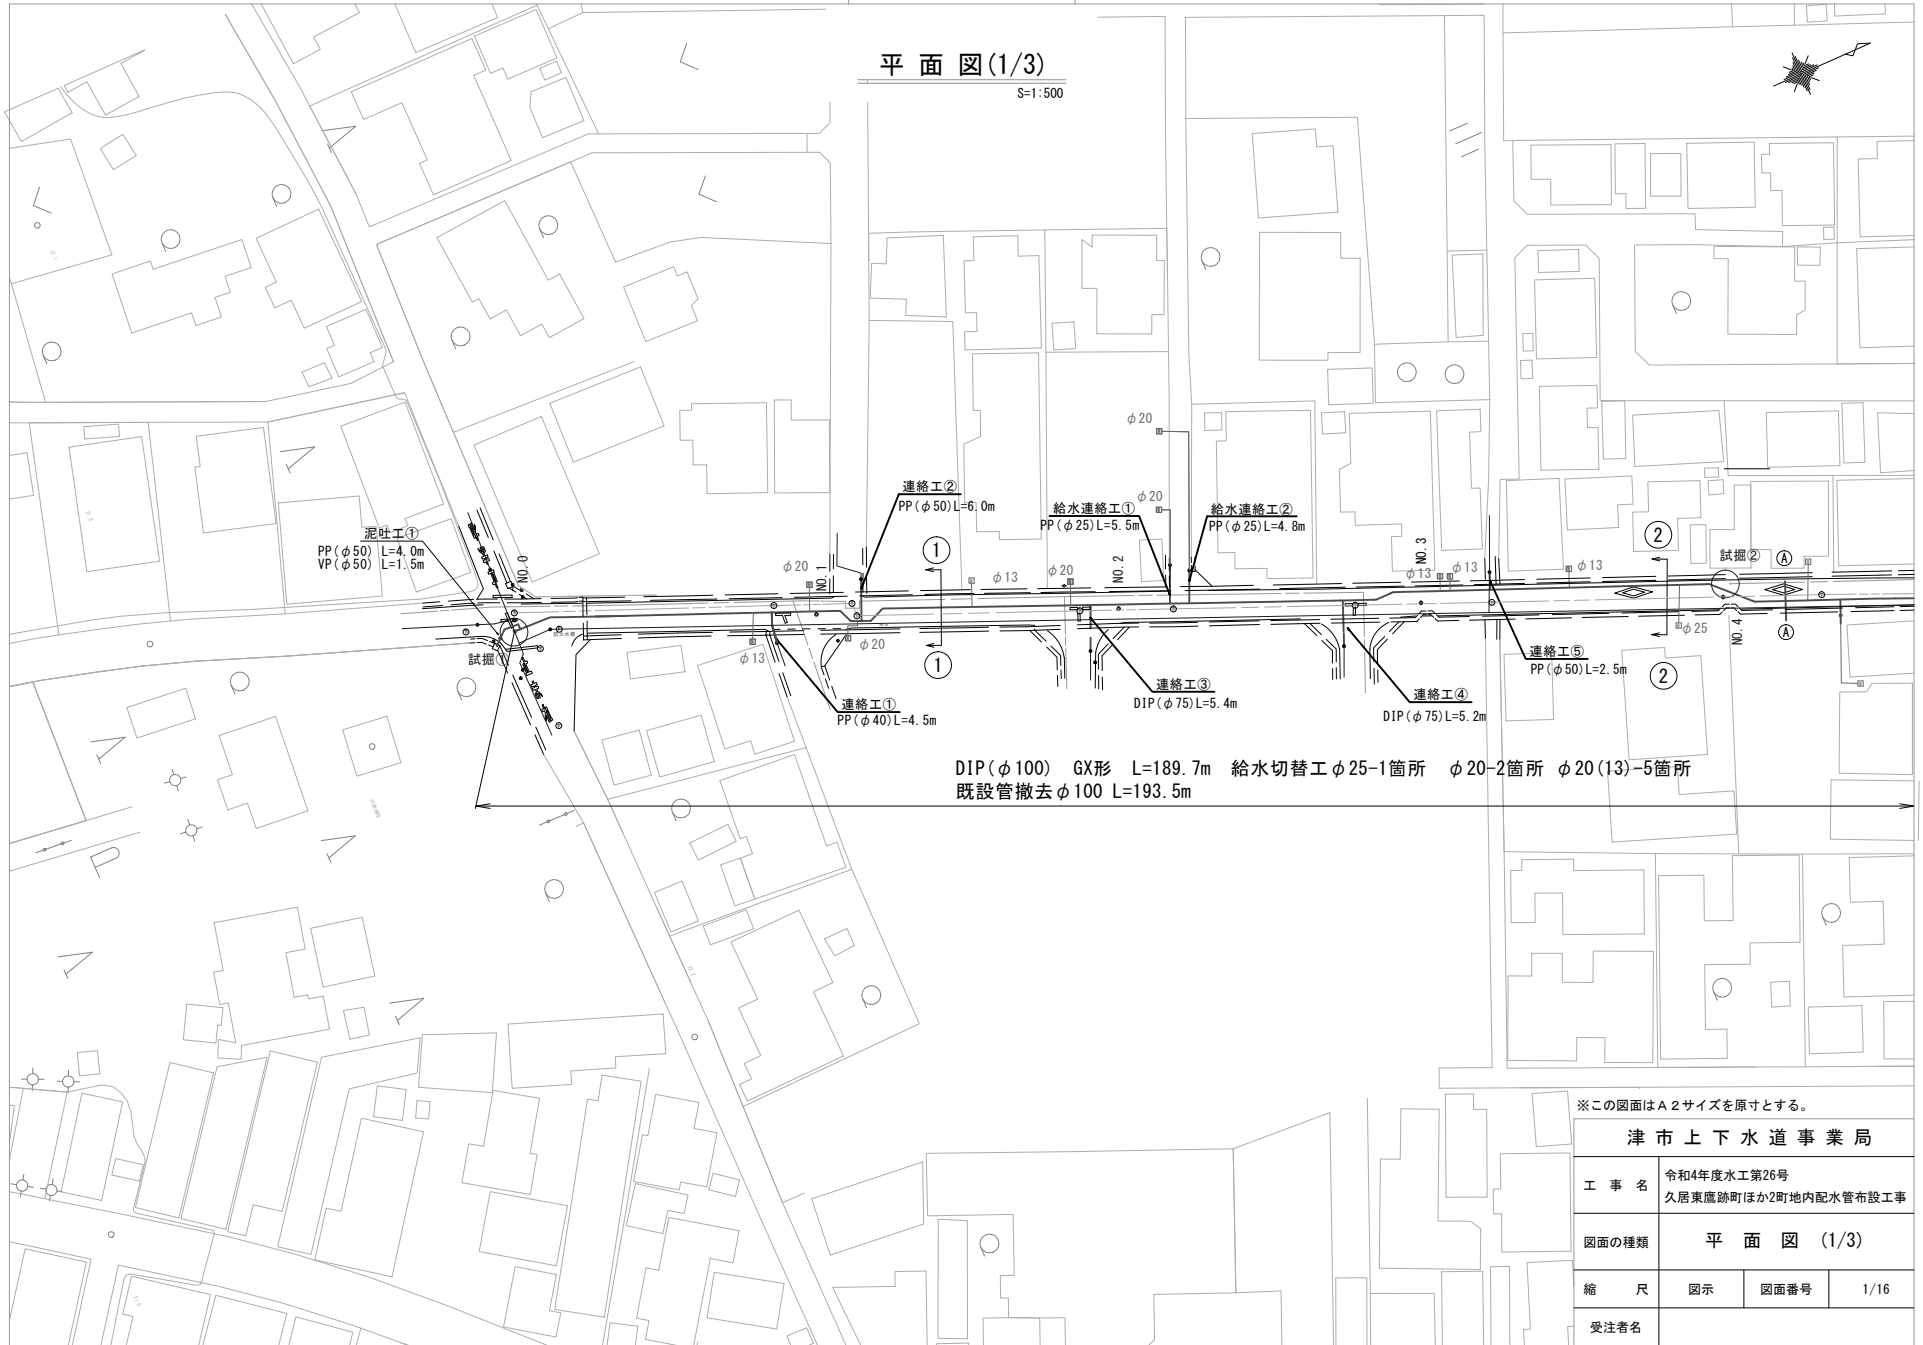 平 面 図(1/3)
S=1:500
泥吐工①
PP(φ50) L=4.0m
VP(φ50) L=1.5m
NO.0
試掘①
φ20
NO.1
連絡工②
PP(φ50)L=6.0m
φ13
φ20
連絡工①
PP(φ40)L=4.5m
1
1
φ13
φ20
給水連絡工①
PP(φ25)L=5.5m
NO.2
φ20
φ20
給水連絡工②
PP(φ25)L=4.8m
連絡工③
DIP(φ75)L=5.4m
NO.3
φ13
φ13
連絡工④
DIP(φ75)L=5.2m
φ13
連絡工⑤
PP(φ50)L=2.5m
2
2
φ25
試掘②
NO.4
A
A
DIP(φ100) GX形 L=189.7m 給水切替工φ25-1箇所 φ20-2箇所 φ20(13)-5箇所
既設管撤去φ100 L=193.5m
※この図面はA2サイズを原寸とする。
津市上下水道事業局
工 事 名
令和4年度水工第26号
久居東鷹跡町ほか2町地内配水管布設工事
図面の種類 平 面 図 (1/3)
縮 尺 図示 図面番号 1/16
受注者名